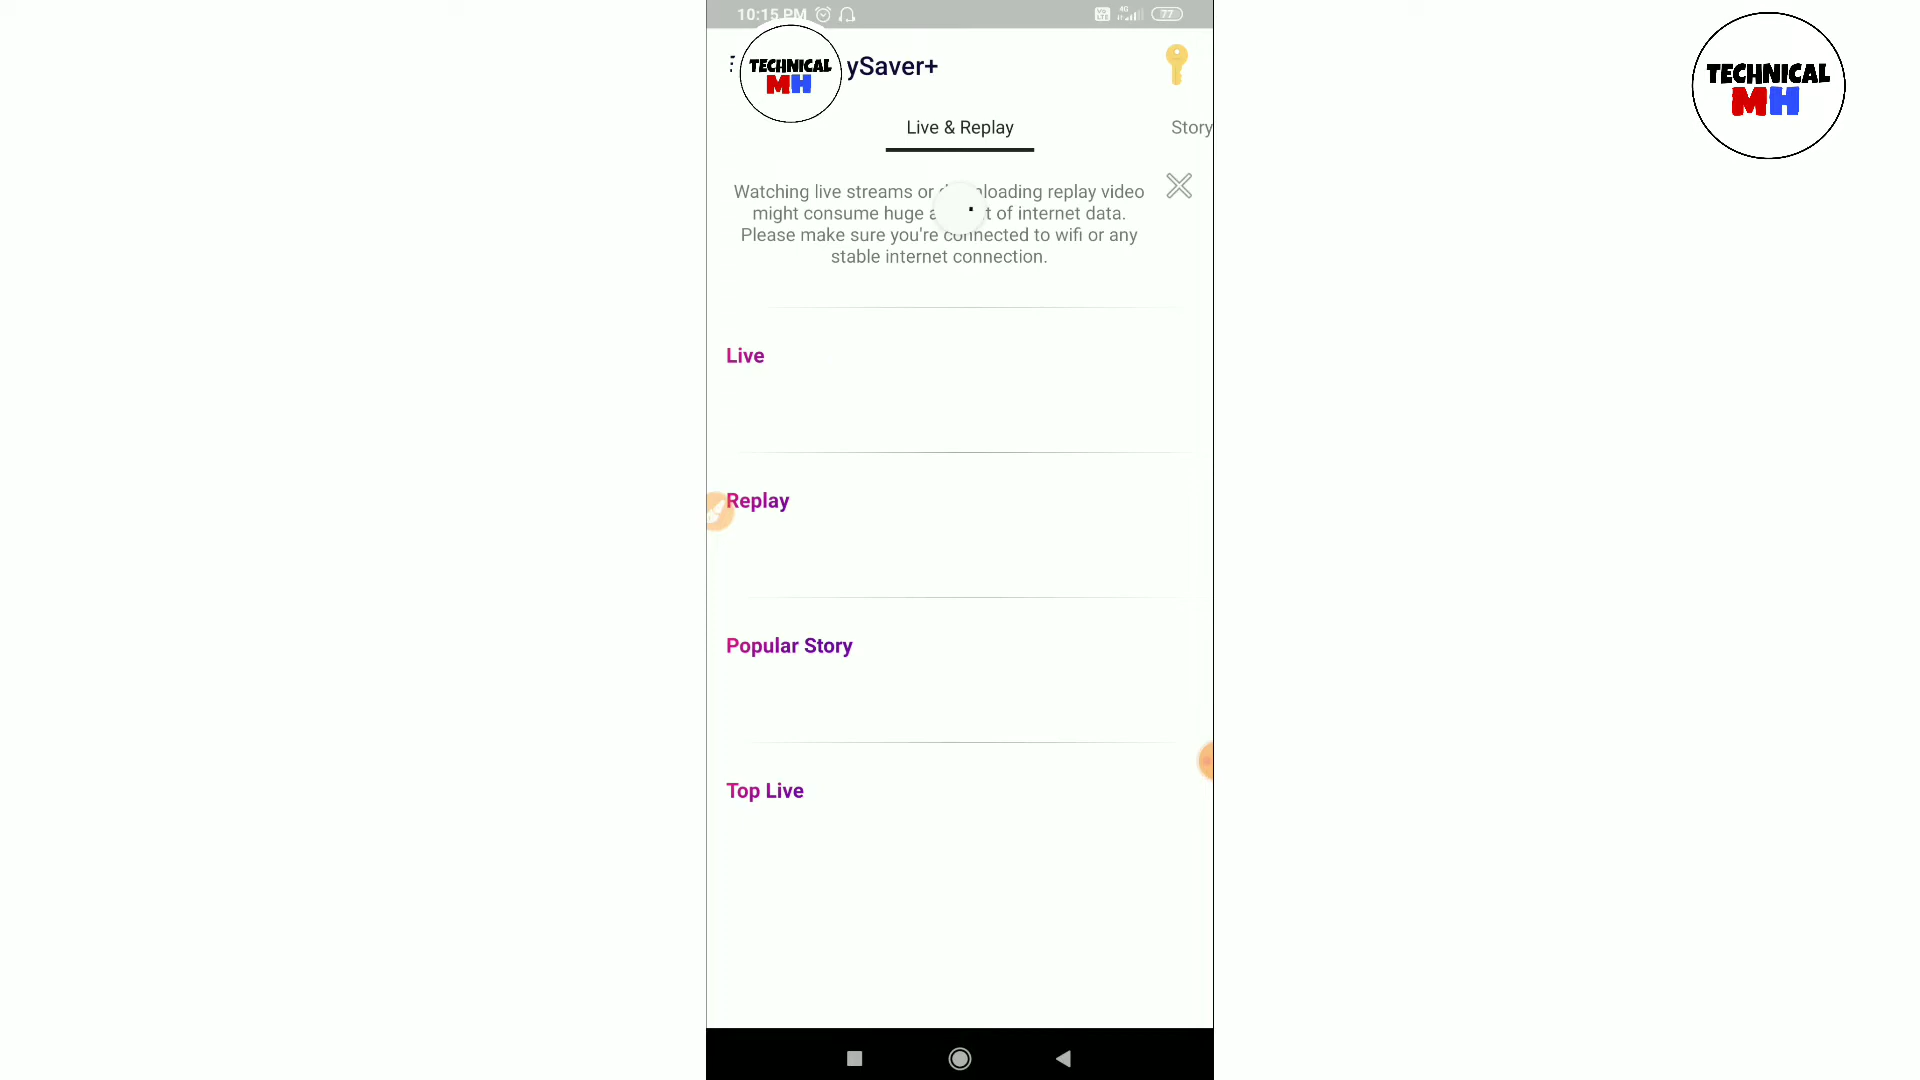 10:15 PM
77
TECHNICAL
MH
ySaver+
TECHNICAL
MH
Live & Replay
Story
Watching live streams or loading replay video
might consume huge a t of internet data.
Please make sure you're connected to wifi or any
stable internet connection.
Live
Replay
Popular Story
Top Live